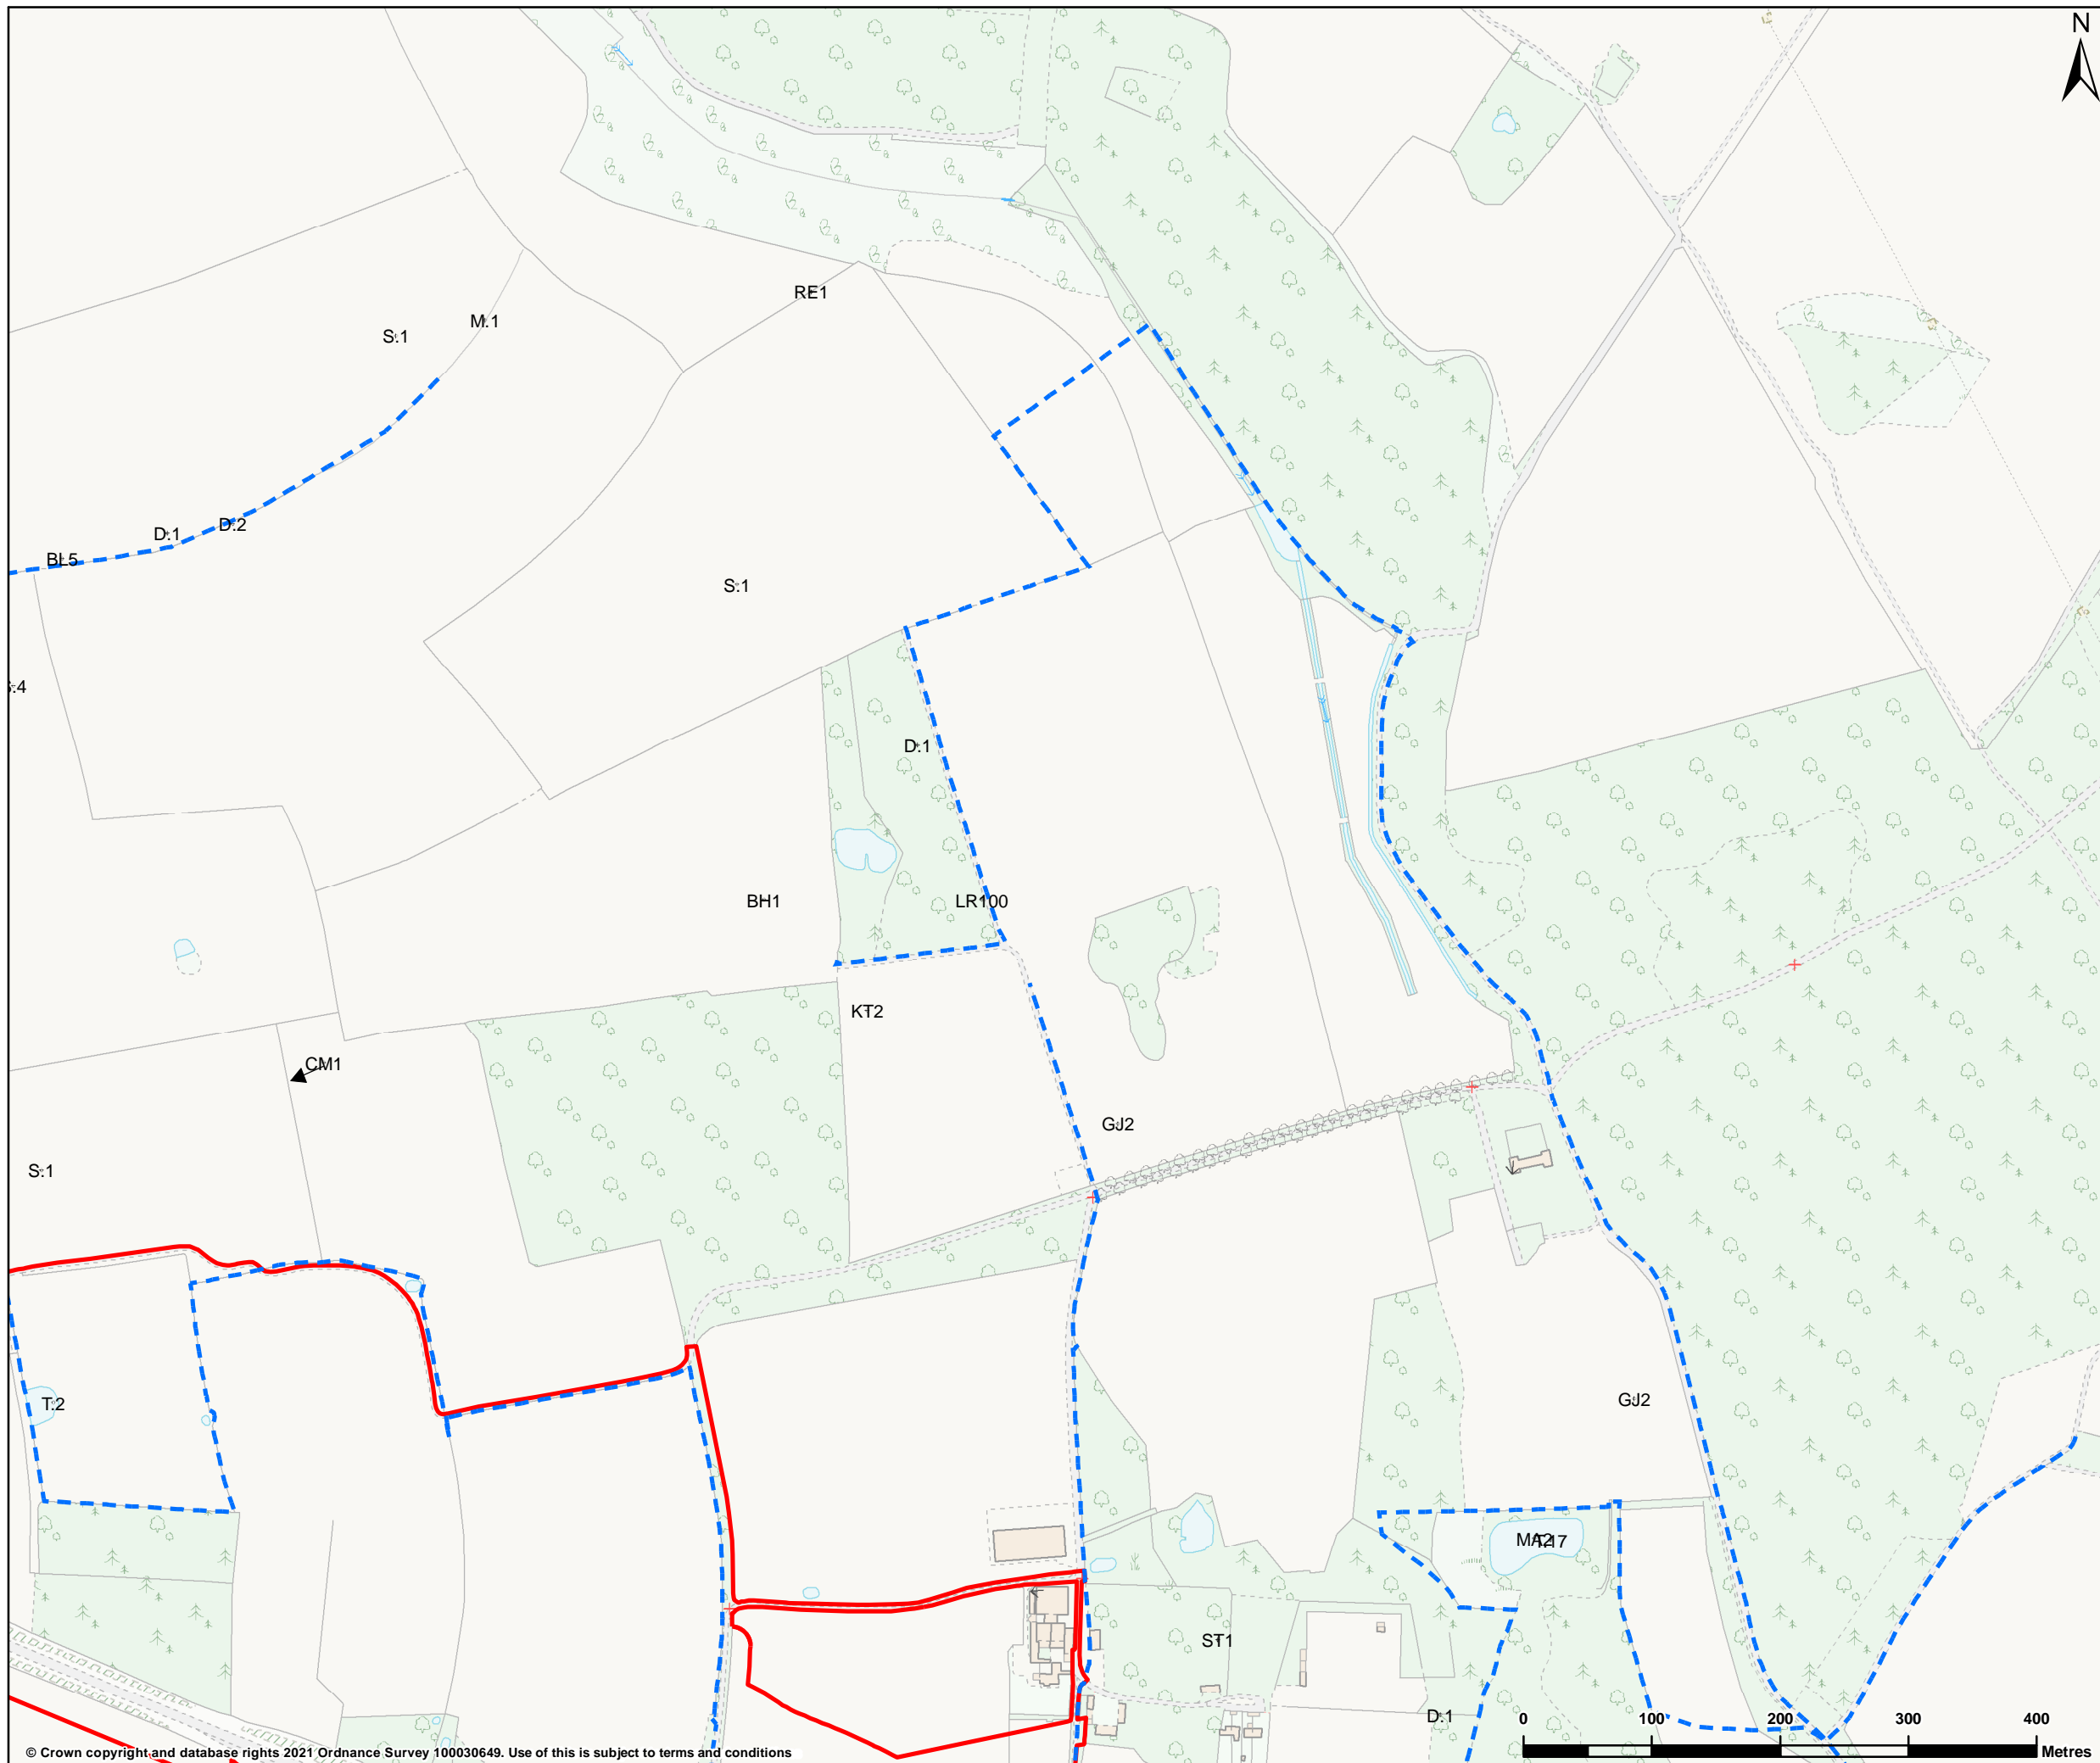 N
RE1
M.1
S.1
D.2
D.1
BL5
S.1
S.4
D.1
BH1
LR100
KT2
CM1
GJ2
S.1
GJ2
T.2
ST1
D.1
0 100 200 300 400
Metres
© Crown copyright and database rights 2021 Ordnance Survey 100030649. Use of this is subject to terms and conditions